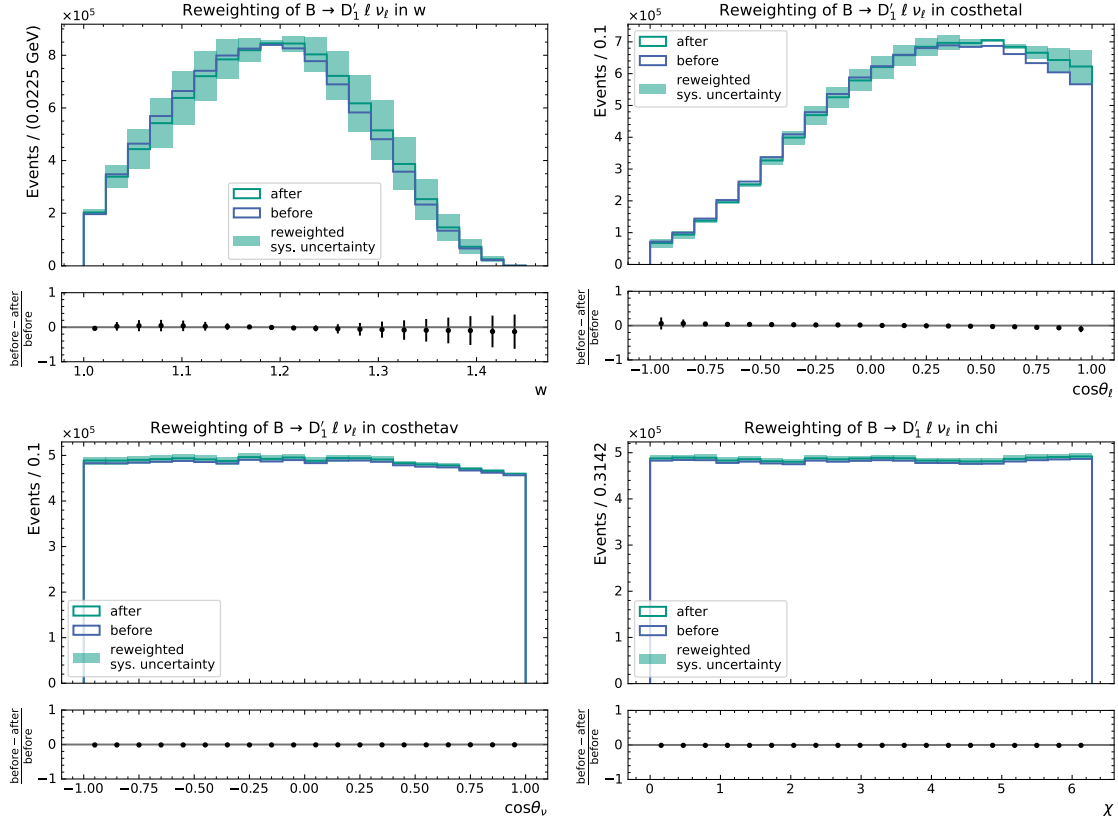 Reweighting of B → D′₁ ℓ νℓ in w
×10⁵
Events / (0.0225 GeV)
8
6
4
2
0
after
before
reweighted
sys. uncertainty
before − after
before
1
0
−1
1.0 1.1 1.2 1.3 1.4
w
Reweighting of B → D′₁ ℓ νℓ in costhetal
×10⁵
Events / 0.1
7
6
5
4
3
2
1
0
after
before
reweighted
sys. uncertainty
before − after
before
1
0
−1
−1.00 −0.75 −0.50 −0.25 0.00 0.25 0.50 0.75 1.00
cosθℓ
Reweighting of B → D′₁ ℓ νℓ in costhetav
×10⁵
Events / 0.1
5
4
3
2
1
0
after
before
reweighted
sys. uncertainty
before − after
before
1
0
−1
−1.00 −0.75 −0.50 −0.25 0.00 0.25 0.50 0.75 1.00
cosθᵥ
Reweighting of B → D′₁ ℓ νℓ in chi
×10⁵
Events / 0.3142
5
4
3
2
1
0
after
before
reweighted
sys. uncertainty
before − after
before
1
0
−1
0 1 2 3 4 5 6
χ